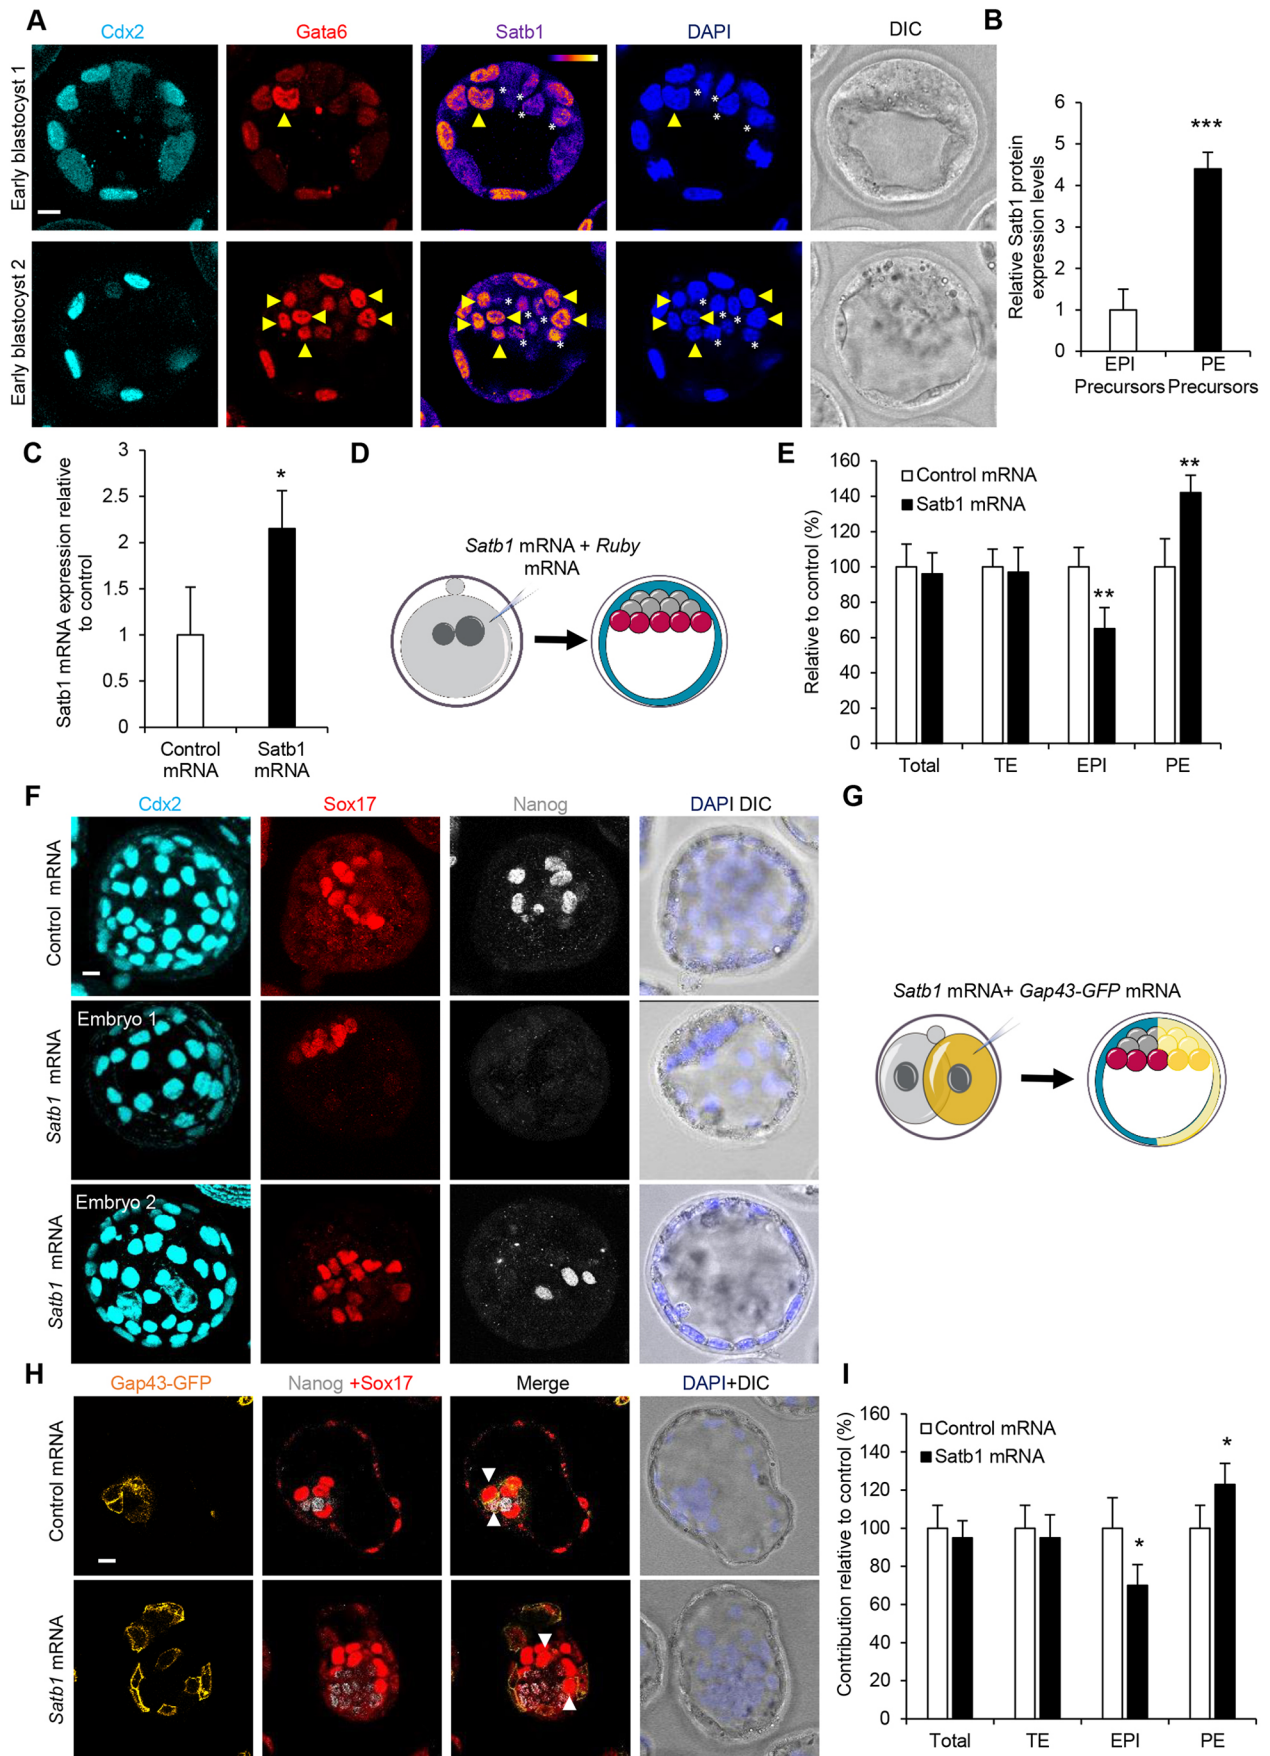 A
Cdx2
Gata6
Satb1
DAPI
DIC
Early blastocyst 1
*
*
*
*
*
*
*
*
Early blastocyst 2
*
*
*
*
*
*
*
*
*
*
B
Relative Satb1 protein
expression levels
6
5
4
3
2
1
0
***
EPI
Precursors
PE
Precursors
C
Satb1 mRNA expression relative
to control
3
2.5
2
1.5
1
0.5
0
*
Control
mRNA
Satb1
mRNA
D
Satb1 mRNA + Ruby
mRNA
E
Relative to control (%)
160
140
120
100
80
60
40
20
0
Control mRNA
Satb1 mRNA
**
**
Total
TE
EPI
PE
F
Cdx2
Sox17
Nanog
DAPI DIC
Control mRNA
Embryo 1
Satb1 mRNA
Embryo 2
Satb1 mRNA
G
Satb1 mRNA+ Gap43-GFP mRNA
H
Gap43-GFP
Nanog +Sox17
Merge
DAPI+DIC
Control mRNA
Satb1 mRNA
I
Contribution relative to control (%)
160
140
120
100
80
60
40
20
0
Control mRNA
Satb1 mRNA
*
*
Total
TE
EPI
PE